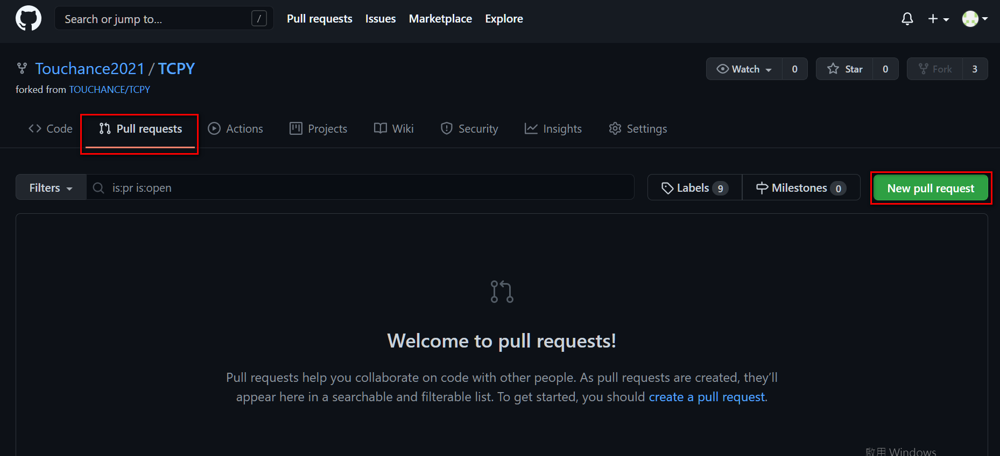 Search or jump to... / Pull requests Issues Marketplace Explore
Touchance2021 / TCPY Watch 0 Star 0 Fork 3
forked from TOUCHANCE/TCPY
Code Pull requests Actions Projects Wiki Security Insights Settings
Filters is:pr is:open Labels 9 Milestones 0 New pull request
Welcome to pull requests!
Pull requests help you collaborate on code with other people. As pull requests are created, they’ll
appear here in a searchable and filterable list. To get started, you should create a pull request.
啟用 Windows